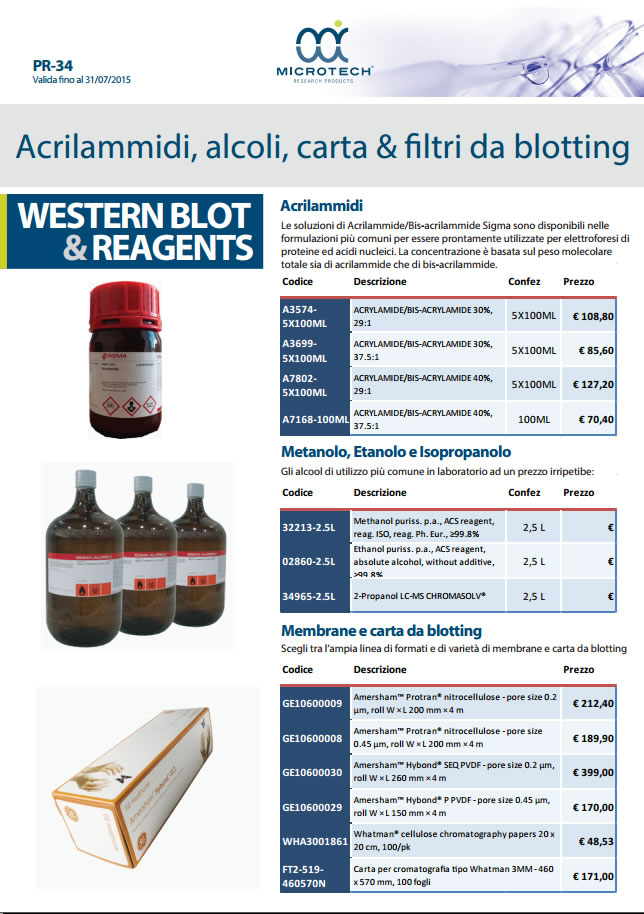 PR-34
Valida fino al 31/07/2015
MICROTECH®
RESEARCH PRODUCTS
Acrilammidi, alcoli, carta & filtri da blotting
WESTERN BLOT
& REAGENTS
Acrilammidi
Le soluzioni di Acrilammide/Bis-acrilammide Sigma sono disponibili nelle
formulazioni più comuni per essere prontamente utilizzate per elettroforesi di
proteine ed acidi nucleici. La concentrazione è basata sul peso molecolare
totale sia di acrilammide che di bis-acrilammide.
Codice Descrizione Confez Prezzo
A3574-5X100ML ACRYLAMIDE/BIS-ACRYLAMIDE 30%, 29:1 5X100ML € 108,80
A3699-5X100ML ACRYLAMIDE/BIS-ACRYLAMIDE 30%, 37.5:1 5X100ML € 85,60
A7802-5X100ML ACRYLAMIDE/BIS-ACRYLAMIDE 40%, 29:1 5X100ML € 127,20
A7168-100ML ACRYLAMIDE/BIS-ACRYLAMIDE 40%, 37.5:1 100ML € 70,40
SIGMA
Metanolo, Etanolo e Isopropanolo
Gli alcool di utilizzo più comune in laboratorio ad un prezzo irripetibe:
Codice Descrizione Confez Prezzo
32213-2.5L Methanol puriss. p.a., ACS reagent, reag. ISO, reag. Ph. Eur., ≥99.8% 2,5 L €
02860-2.5L Ethanol puriss. p.a., ACS reagent, absolute alcohol, without additive, ≥99.8% 2,5 L €
34965-2.5L 2-Propanol LC-MS CHROMASOLV® 2,5 L €
Membrane e carta da blotting
Scegli tra l'ampia linea di formati e di varietà di membrane e carta da blotting
Codice Descrizione Prezzo
GE10600009 Amersham™ Protran® nitrocellulose - pore size 0.2 µm, roll W × L 200 mm × 4 m € 212,40
GE10600008 Amersham™ Protran® nitrocellulose - pore size 0.45 µm, roll W × L 200 mm × 4 m € 189,90
GE10600030 Amersham™ Hybond® SEQ PVDF - pore size 0.2 µm, roll W × L 260 mm × 4 m € 399,00
GE10600029 Amersham™ Hybond® P PVDF - pore size 0.45 µm, roll W × L 150 mm × 4 m € 170,00
WHA3001861 Whatman® cellulose chromatography papers 20 x 20 cm, 100/pk € 48,53
FT2-519-460570N Carta per cromatografia tipo Whatman 3MM - 460 x 570 mm, 100 fogli € 171,00
GE Healthcare
Amersham Hybond